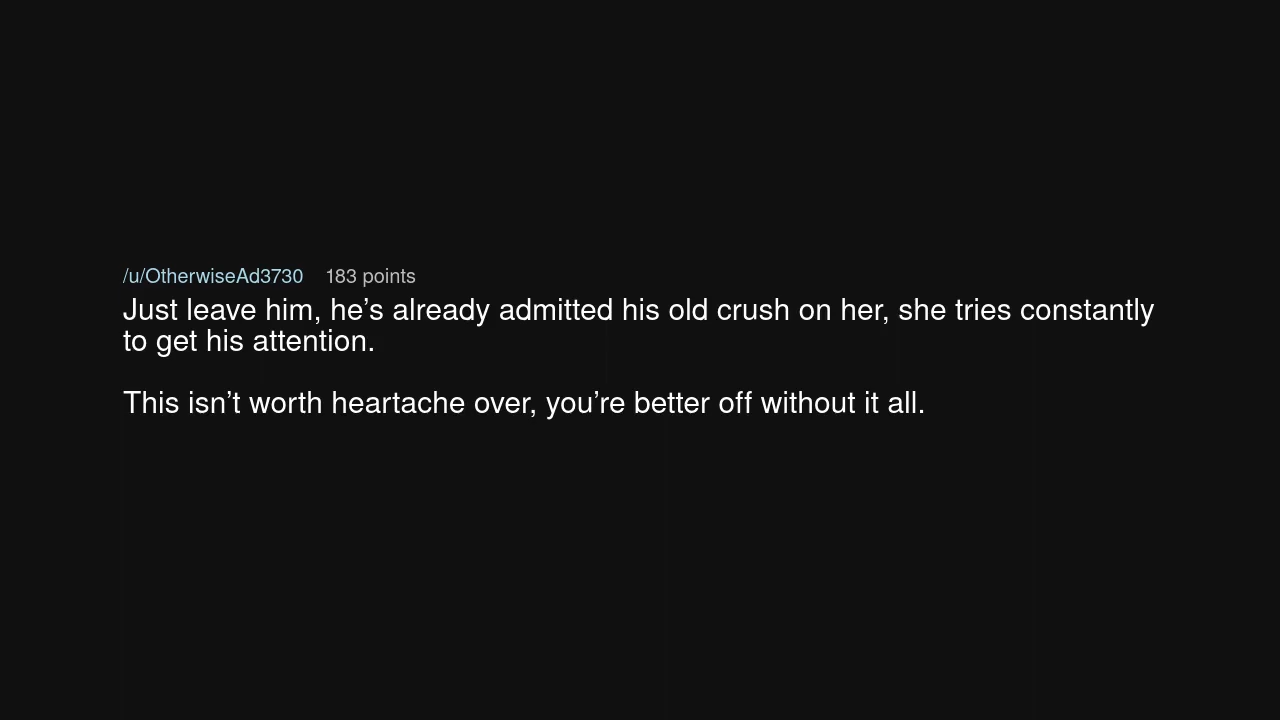 /u/OtherwiseAd3730 183 points
Just leave him, he’s already admitted his old crush on her, she tries constantly
to get his attention.
This isn’t worth heartache over, you’re better off without it all.